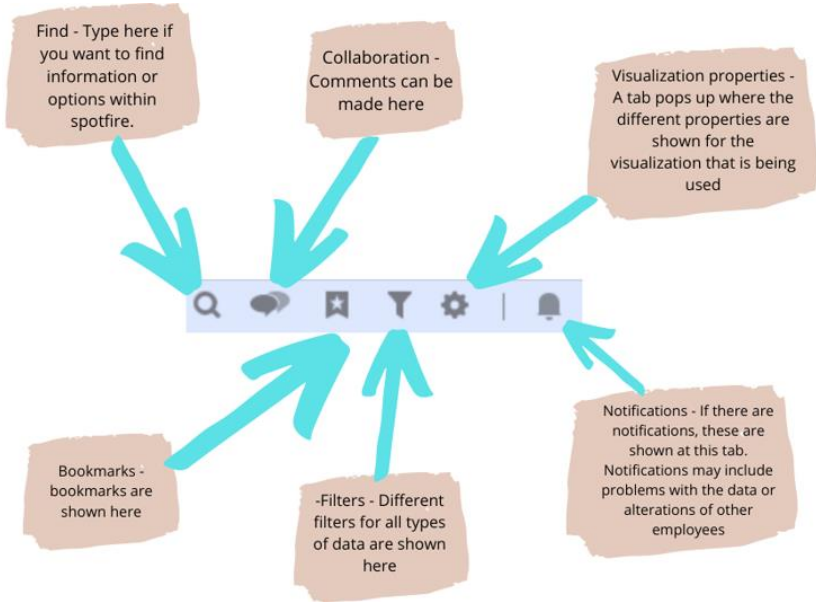 Find - Type here if
you want to find
information or
options within
spotfire.
Collaboration -
Comments can be
made here
Visualization properties -
A tab pops up where the
different properties are
shown for the
visualization that is being
used
Bookmarks -
bookmarks are
shown here
-Filters - Different
filters for all types
of data are shown
here
Notifications - If there are
notifications, these are
shown at this tab.
Notifications may include
problems with the data or
alterations of other
employees